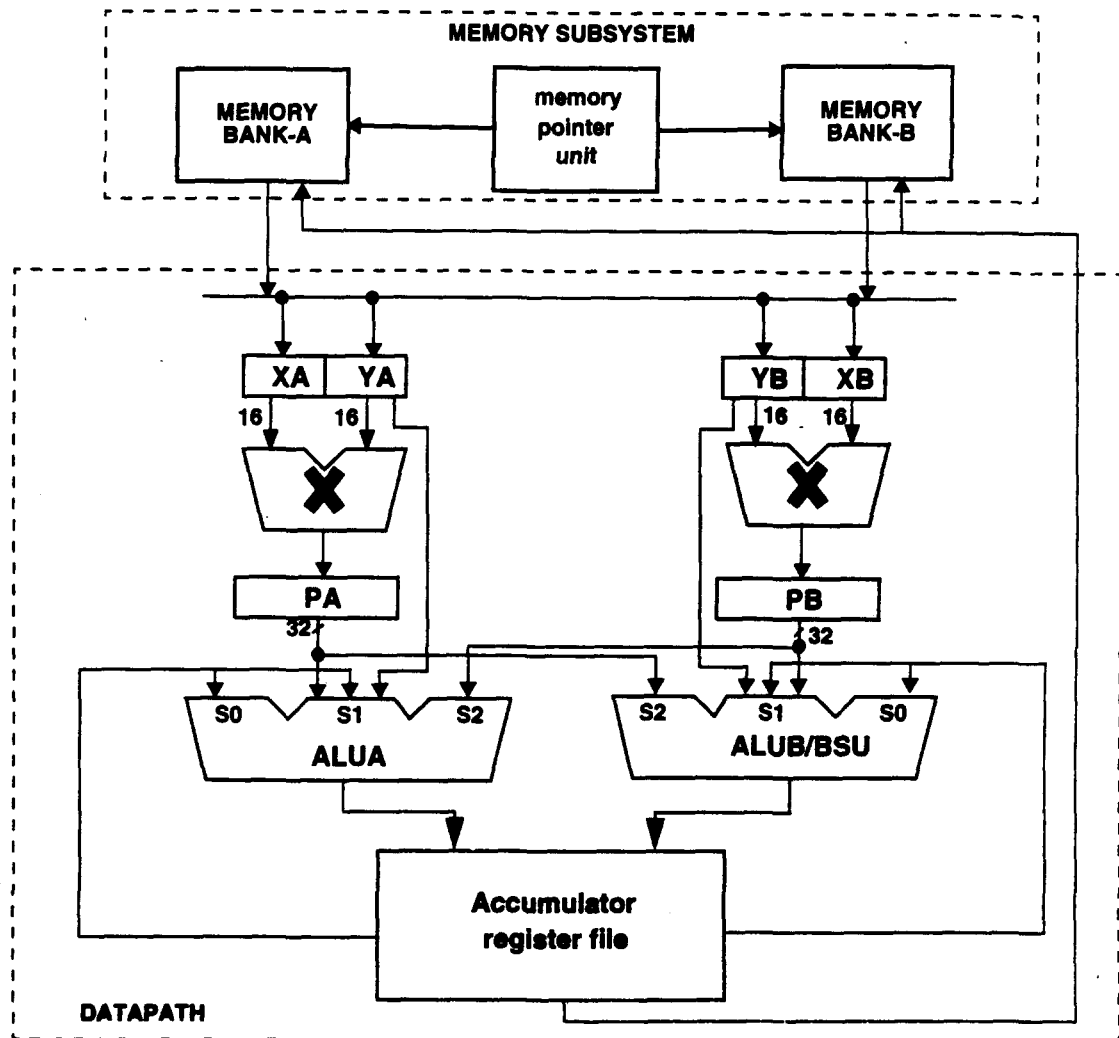 MEMORY SUBSYSTEM
MEMORY
BANK-A
memory
pointer
unit
MEMORY
BANK-B
XA
YA
YB
XB
16
16
16
16
PA
PB
32
32
S0
S1
S2
S2
S1
S0
ALUA
ALUB/BSU
Accumulator
register file
DATAPATH